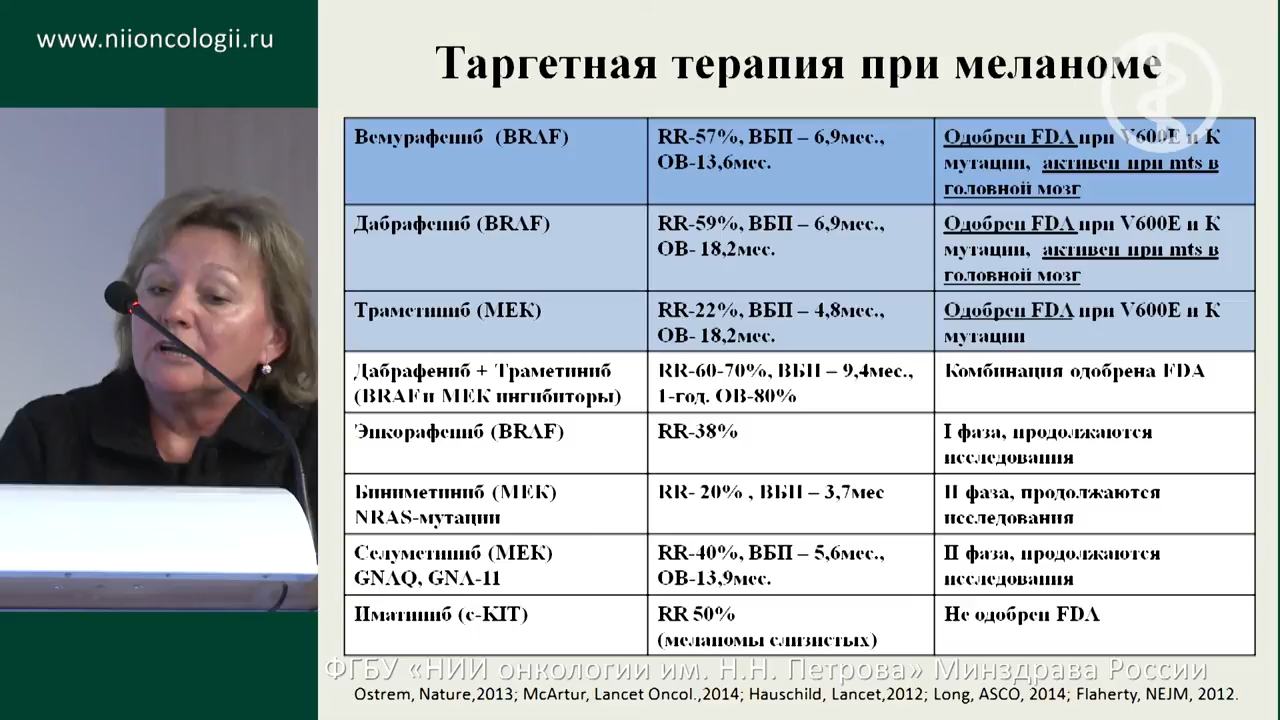 www.niioncologii.ru
Таргетная терапия при меланоме
Вемурафениб (BRAF)
RR-57%, ВБП – 6,9мес.,
ОВ-13,6мес.
Одобрен FDA при V600E и К
мутации, активен при mts в
головной мозг
Дабрафениб (BRAF)
RR-59%, ВБП – 6,9мес.,
ОВ- 18,2мес.
Одобрен FDA при V600E и К
мутации, активен при mts в
головной мозг
Траметиниб (МЕК)
RR-22%, ВБП – 4,8мес.,
ОВ-18,2мес.
Одобрен FDA при V600E и К
мутации
Дабрафениб + Траметиниб
(BRAF и МЕК ингибиторы)
RR-60-70%, ВБП – 9,4мес.,
1-год. ОВ-80%
Комбинация одобрена FDA
Энкорафениб (BRAF)
RR-38%
I фаза, продолжаются
исследования
Биниметиниб (МЕК)
NRAS-мутации
RR- 20% , ВБП – 3,7мес
II фаза, продолжаются
исследования
Селуметиниб (МЕК)
GNAQ, GNA-11
RR-40%, ВБП – 5,6мес.,
ОВ-13,9мес.
II фаза, продолжаются
исследования
Иматиниб (c-KIT)
RR 50%
(меланомы слизистых)
Не одобрен FDA
ФГБУ «НИИ онкологии им. Н.Н. Петрова» Минздрава России
Ostrem, Nature,2013; McArtur, Lancet Oncol.,2014; Hauschild, Lancet,2012; Long, ASCO, 2014; Flaherty, NEJM, 2012.